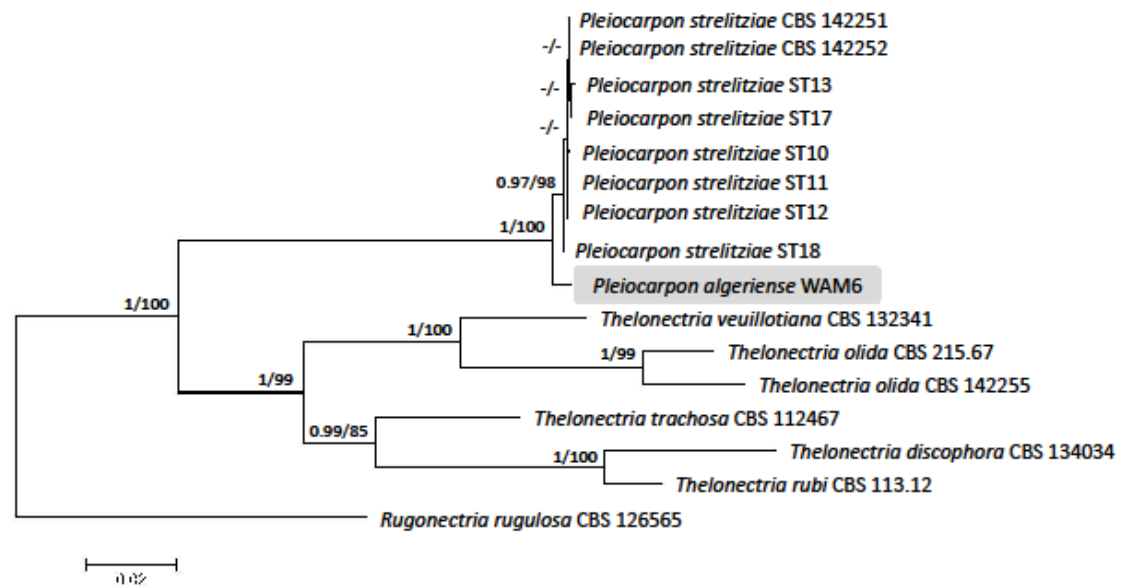 Pleiocarpon strelitziae CBS 142251
-/-
Pleiocarpon strelitziae CBS 142252
-/-
Pleiocarpon strelitziae ST13
Pleiocarpon strelitziae ST17
-/-
Pleiocarpon strelitziae ST10
0.97/98
Pleiocarpon strelitziae ST11
Pleiocarpon strelitziae ST12
1/100
Pleiocarpon strelitziae ST18
Pleiocarpon algeriense WAM6
1/100
Thelonectria veuillotiana CBS 132341
1/100
Thelonectria olida CBS 215.67
1/99
1/99
Thelonectria olida CBS 142255
Thelonectria trachosa CBS 112467
0.99/85
Thelonectria discophora CBS 134034
1/100
Thelonectria rubi CBS 113.12
Rugonectria rugulosa CBS 126565
0.02